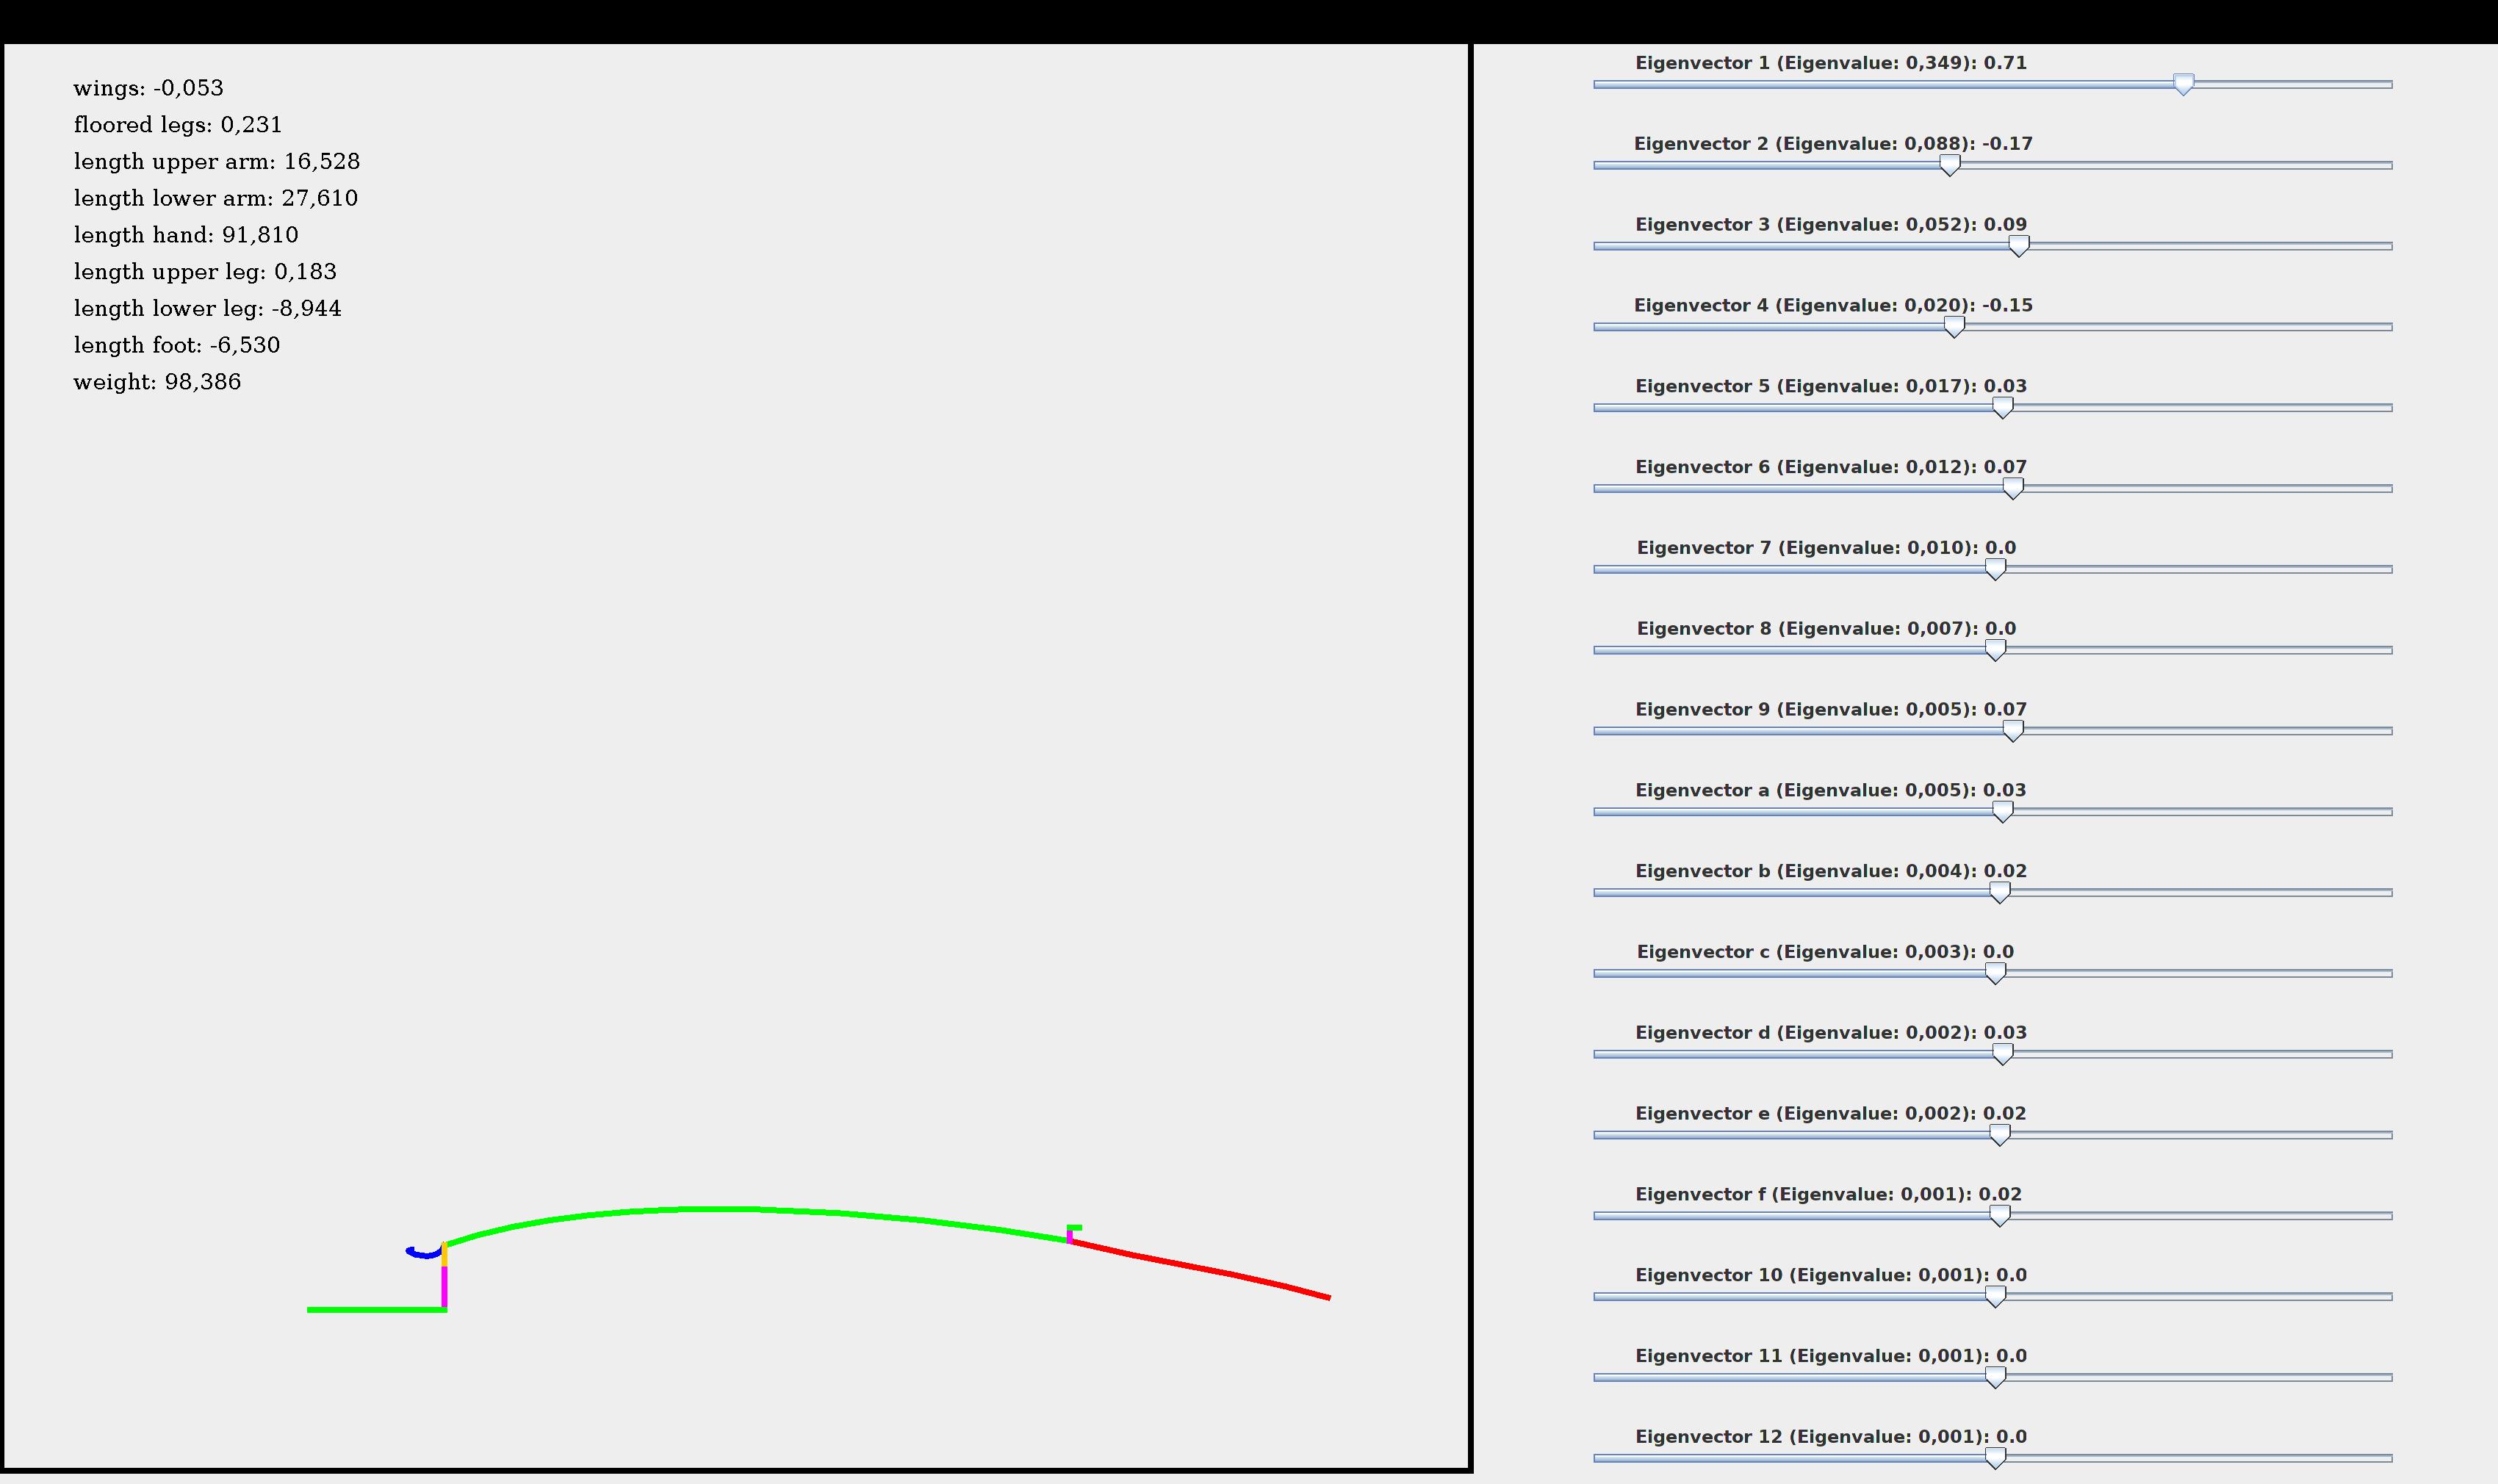 wings: -0,053
floored legs: 0,231
length upper arm: 16,528
length lower arm: 27,610
length hand: 91,810
length upper leg: 0,183
length lower leg: -8,944
length foot: -6,530
weight: 98,386
Eigenvector 1 (Eigenvalue: 0,349): 0.71
Eigenvector 2 (Eigenvalue: 0,088): -0.17
Eigenvector 3 (Eigenvalue: 0,052): 0.09
Eigenvector 4 (Eigenvalue: 0,020): -0.15
Eigenvector 5 (Eigenvalue: 0,017): 0.03
Eigenvector 6 (Eigenvalue: 0,012): 0.07
Eigenvector 7 (Eigenvalue: 0,010): 0.0
Eigenvector 8 (Eigenvalue: 0,007): 0.0
Eigenvector 9 (Eigenvalue: 0,005): 0.07
Eigenvector a (Eigenvalue: 0,005): 0.03
Eigenvector b (Eigenvalue: 0,004): 0.02
Eigenvector c (Eigenvalue: 0,003): 0.0
Eigenvector d (Eigenvalue: 0,002): 0.03
Eigenvector e (Eigenvalue: 0,002): 0.02
Eigenvector f (Eigenvalue: 0,001): 0.02
Eigenvector 10 (Eigenvalue: 0,001): 0.0
Eigenvector 11 (Eigenvalue: 0,001): 0.0
Eigenvector 12 (Eigenvalue: 0,001): 0.0